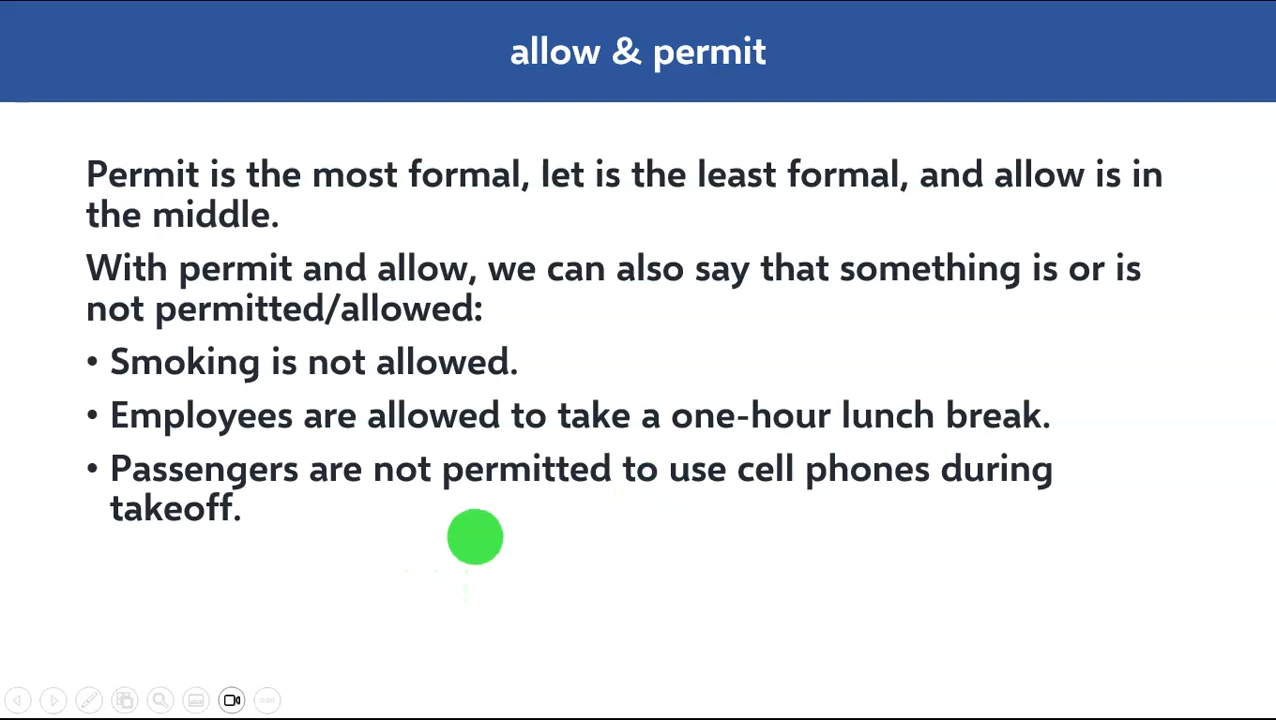 allow & permit
Permit is the most formal, let is the least formal, and allow is in
the middle.
With permit and allow, we can also say that something is or is
not permitted/allowed:
• Smoking is not allowed.
• Employees are allowed to take a one-hour lunch break.
• Passengers are not permitted to use cell phones during
takeoff.